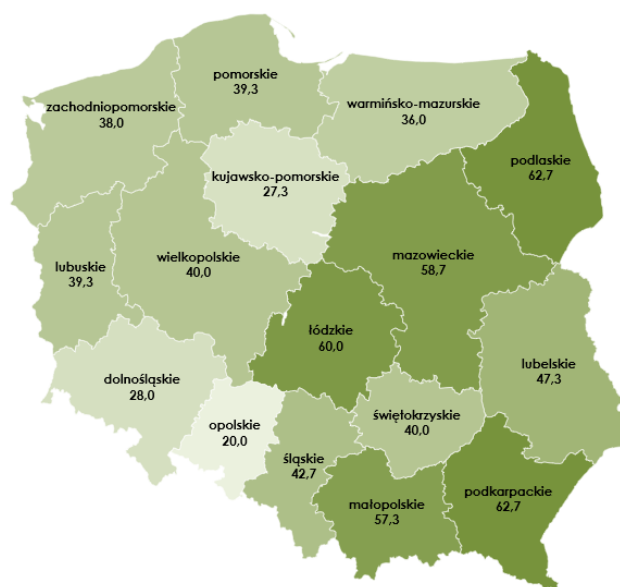 pomorskie
39,3
zachodniopomorskie
38,0
warmińsko-mazurskie
36,0
podlaskie
62,7
kujawsko-pomorskie
27,3
mazowieckie
58,7
wielkopolskie
40,0
lubuskie
39,3
łódzkie
60,0
lubelskie
47,3
dolnośląskie
28,0
opolskie
20,0
świętokrzyskie
40,0
śląskie
42,7
małopolskie
57,3
podkarpackie
62,7